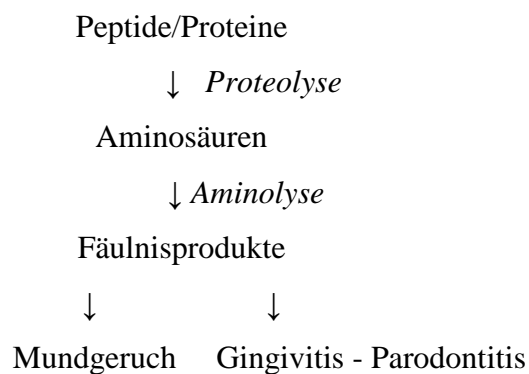 Peptide/Proteine
↓ Proteolyse
Aminosäuren
↓ Aminolyse
Fäulnisprodukte
↓ ↓
Mundgeruch Gingivitis - Parodontitis